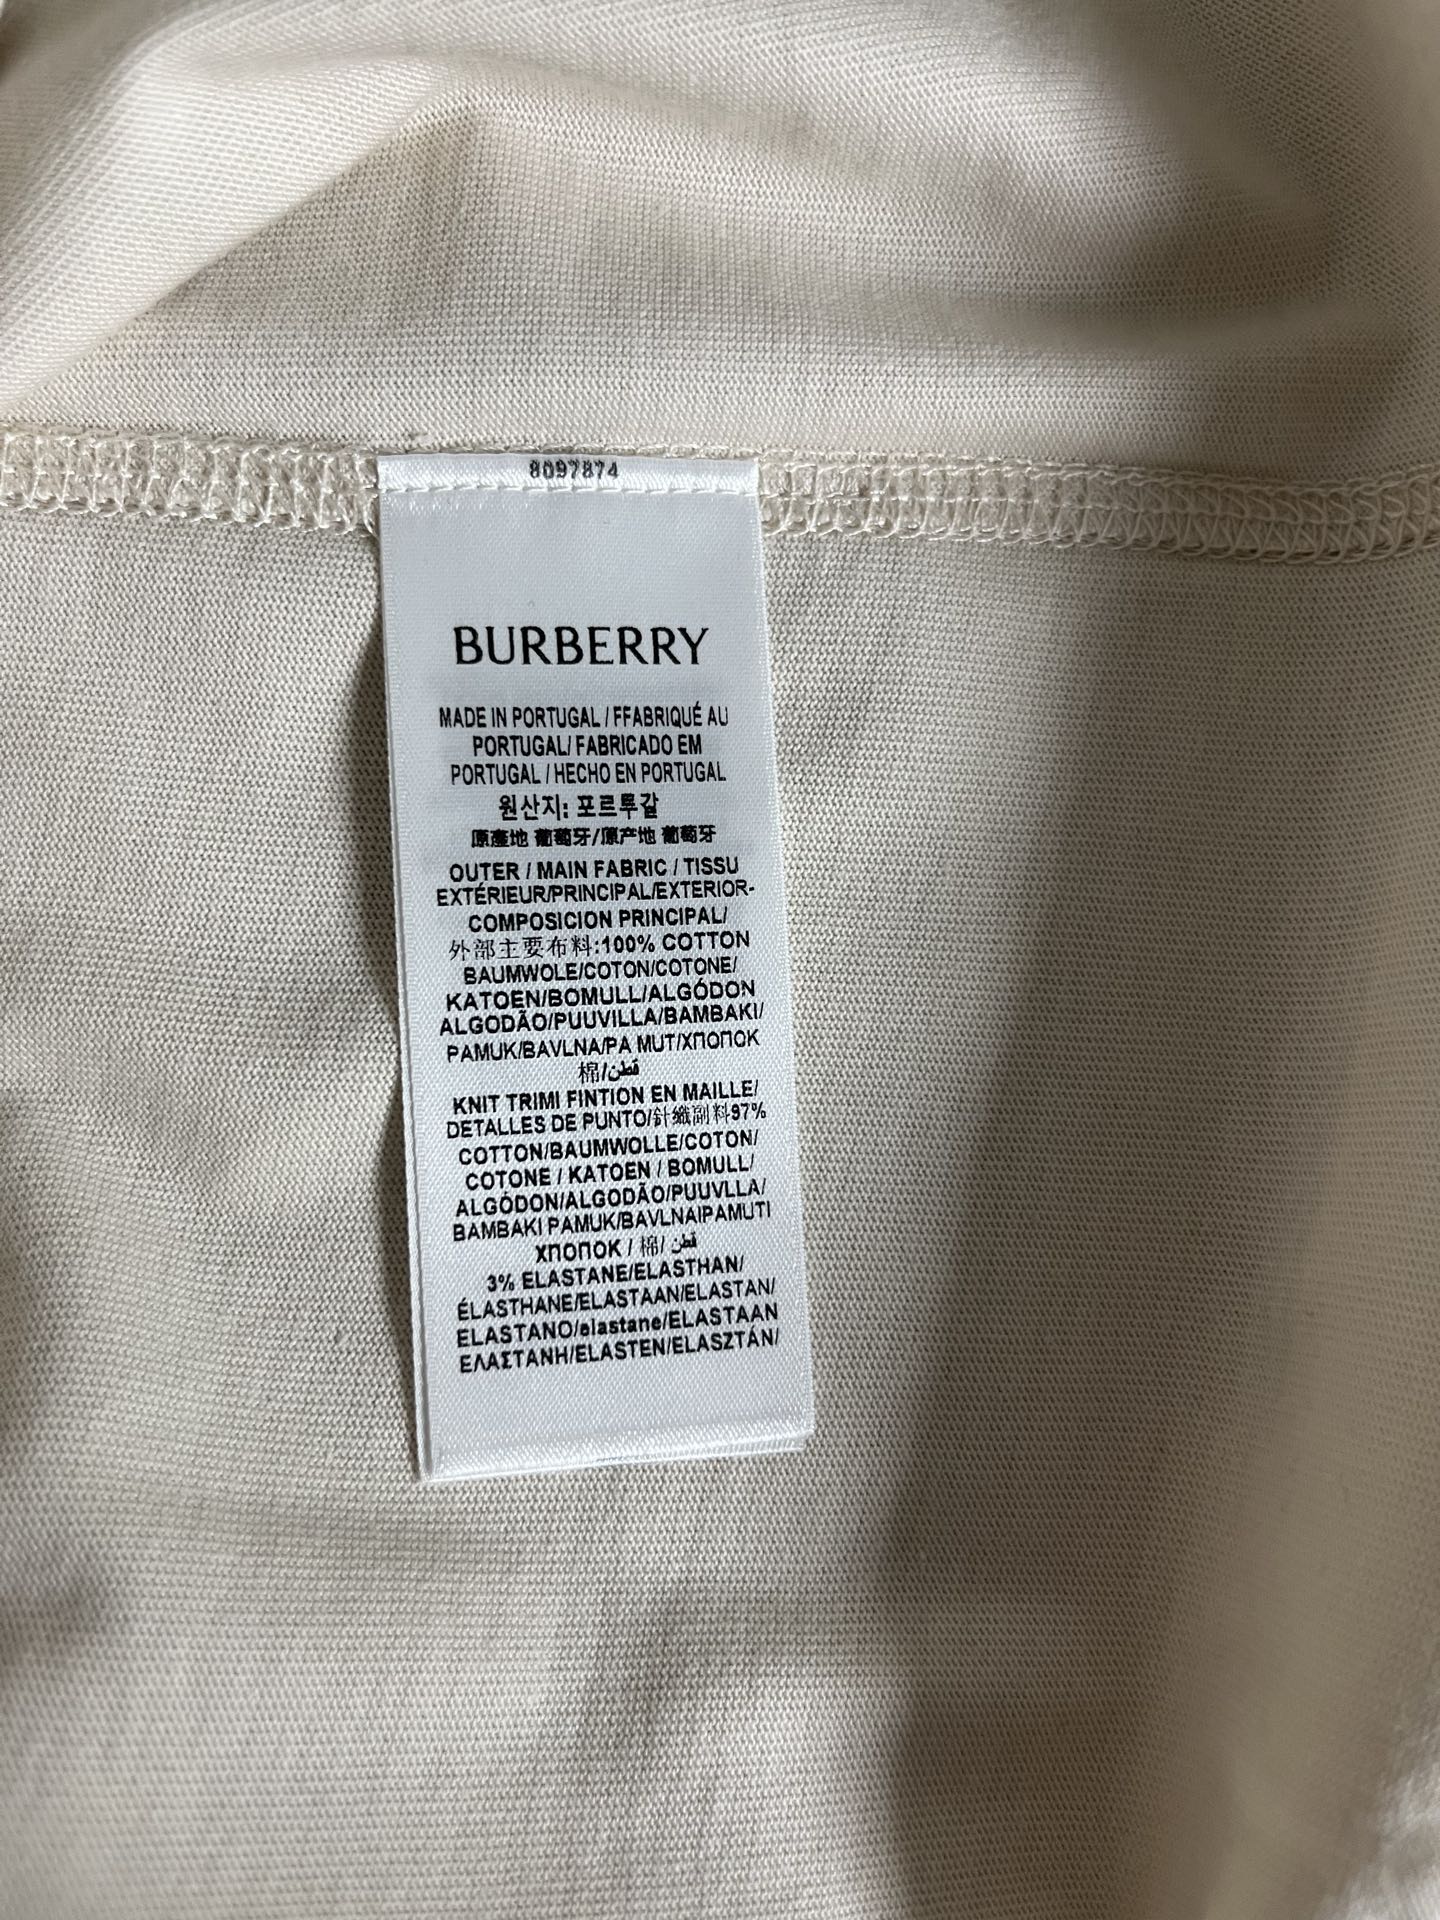 8097874
BURBERRY
MADE IN PORTUGAL / FFABRIQUÉ AU
PORTUGAL/ FABRICADO EM
PORTUGAL / HECHO EN PORTUGAL
원산지: 포르투갈
原產地 葡萄牙/原产地 葡萄牙
OUTER / MAIN FABRIC / TISSU
EXTÉRIEUR/PRINCIPAL/EXTERIOR-
COMPOSICION PRINCIPAL/
外部主要布料:100% COTTON
BAUMWOLE/COTON/COTONE/
KATOEN/BOMULL/ALGÓDON
ALGODÃO/PUUVILLA/BAMBAKI/
PAMUK/BAVLNA/PA MUT/ХПОПОК
棉/قطن
KNIT TRIMI FINTION EN MAILLE/
DETALLES DE PUNTO/針織副料97%
COTTON/BAUMWOLLE/COTON/
COTONE / KATOEN / BOMULL/
ALGÓDON/ALGODÃO/PUUVLLA/
BAMBAKI PAMUK/BAVLNAIPAMUTI
ХПОПОК / 棉/ قطن
3% ELASTANE/ELASTHAN/
ÉLASTHANE/ELASTAAN/ELASTAN/
ELASTANO/elastane/ELASTAAN
ΕΛΑΣΤΑΝΗ/ELASTEN/ELASZTÁN/